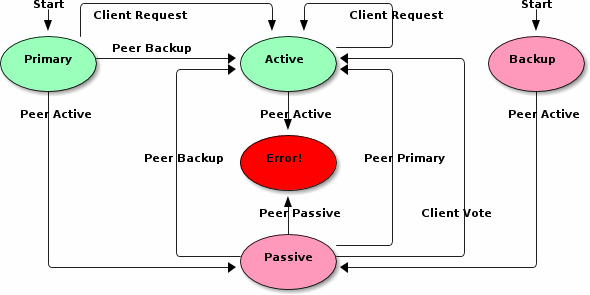 Start
Start
Client Request
Client Request
Peer Backup
Primary
Active
Backup
Peer Active
Peer Active
Peer Active
Error!
Peer Backup
Peer Primary
Peer Passive
Client Vote
Passive